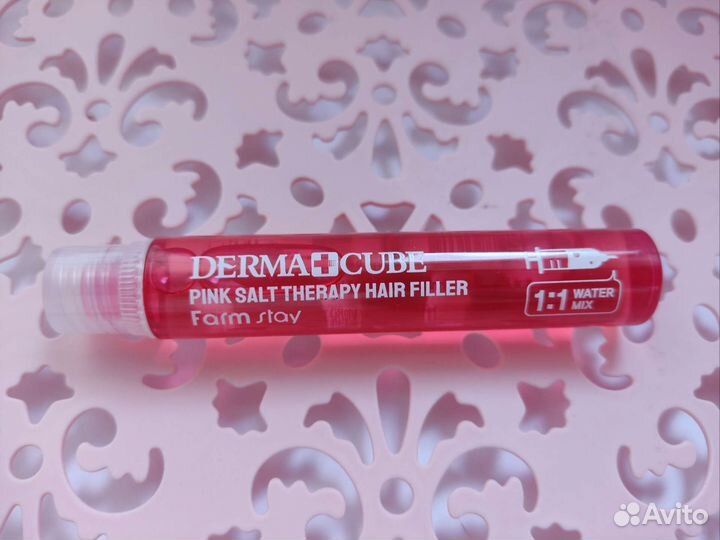 DERMA CUBE
PINK SALT THERAPY HAIR FILLER
Farm stay
1:1 WATER MIX
Avito